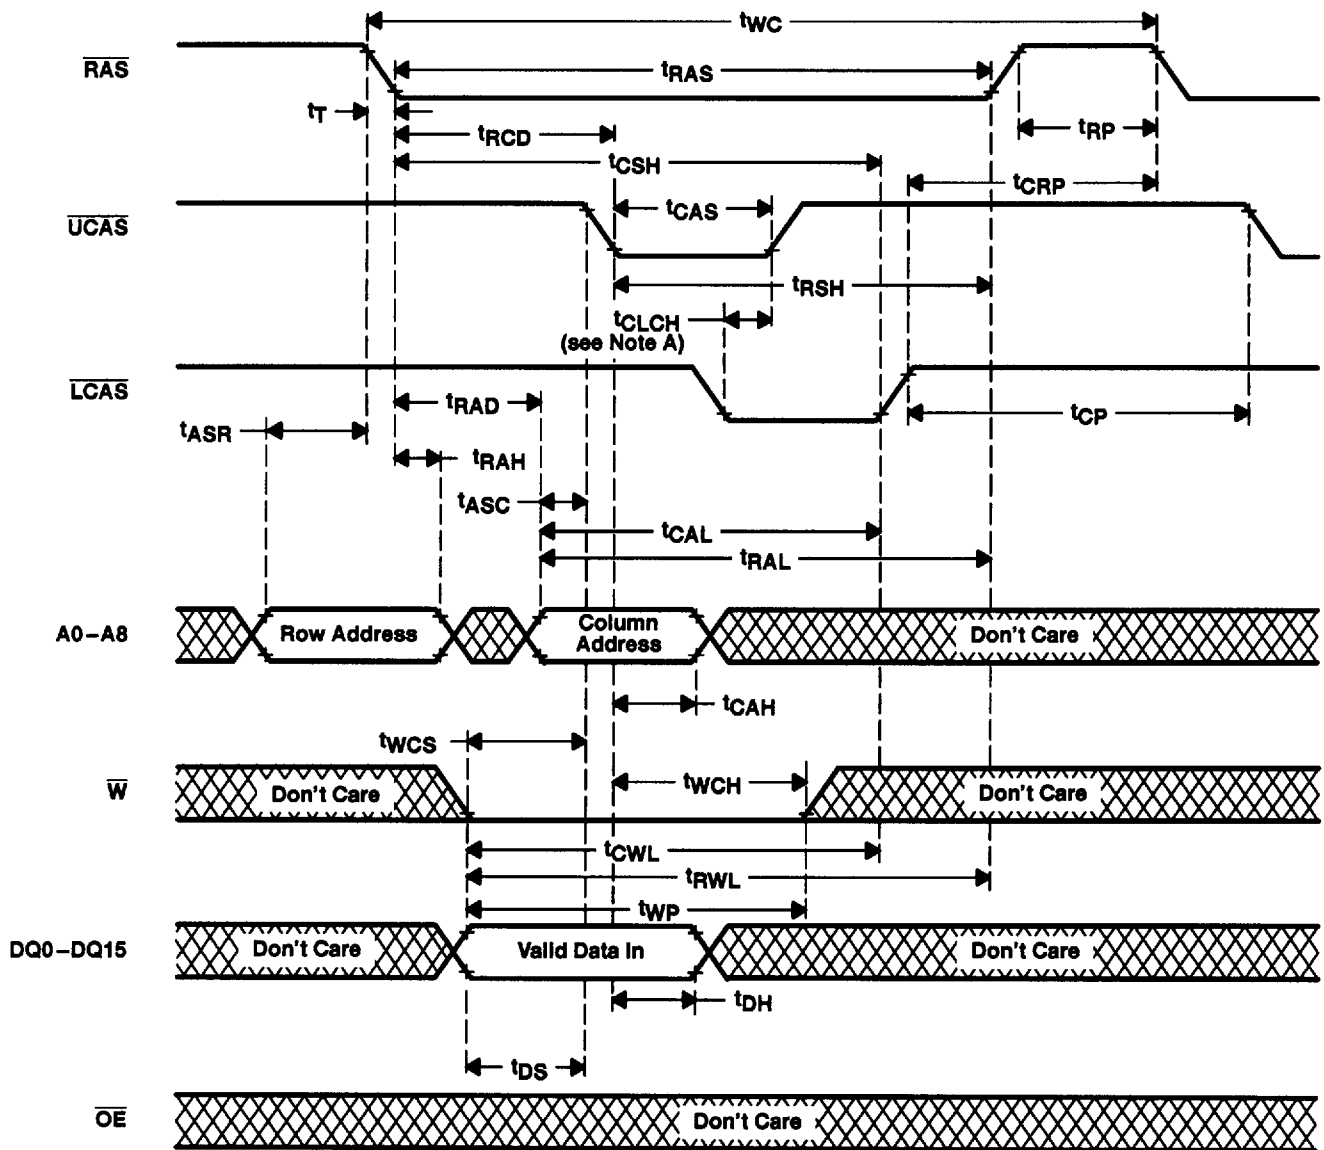 tWC
RAS
tRAS
tT
tRCD
tRP
tCSH
tCRP
UCAS
tCAS
tRSH
tCLCH
(see Note A)
LCAS
tRAD
tCP
tASR
tRAH
tASC
tCAL
tRAL
A0–A8
Row Address
Column
Address
Don't Care
tCAH
tWCS
W
Don't Care
tWCH
Don't Care
tCWL
tRWL
tWP
DQ0–DQ15
Don't Care
Valid Data In
Don't Care
tDH
tDS
OE
Don't Care